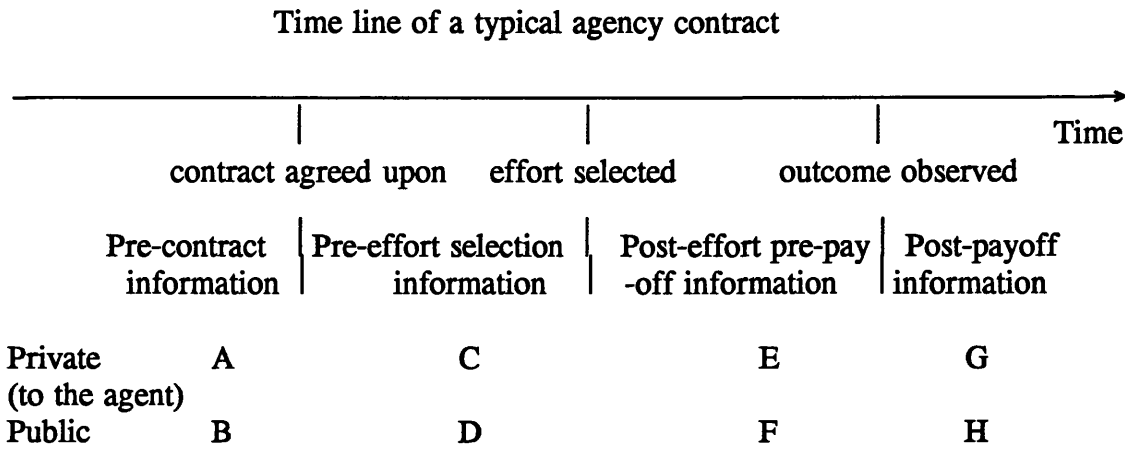 Time line of a typical agency contract
Time
contract agreed upon effort selected outcome observed
Pre-contract Pre-effort selection Post-effort pre-pay Post-payoff
information information -off information information
Private A C E G
(to the agent)
Public B D F H